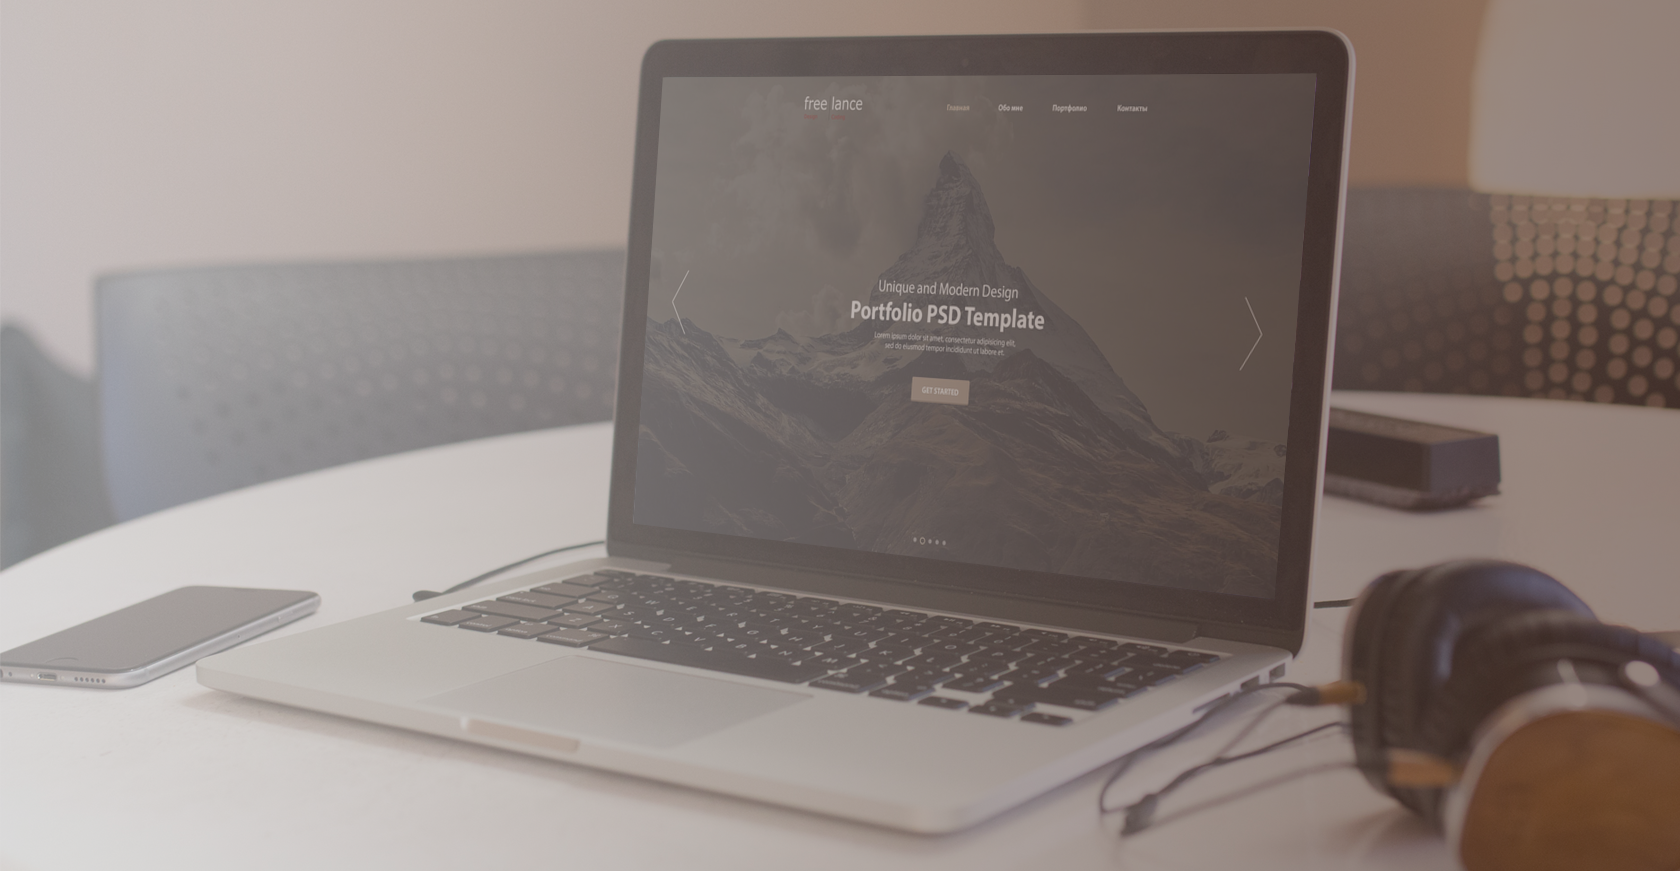 free lance
Главная Обо мне Портфолио Контакты
Unique and Modern Design
Portfolio PSD Template
Lorem ipsum dolor sit amet, consectetur adipisicing elit,
sed do eiusmod tempor incididunt ut labore et.
GET STARTED